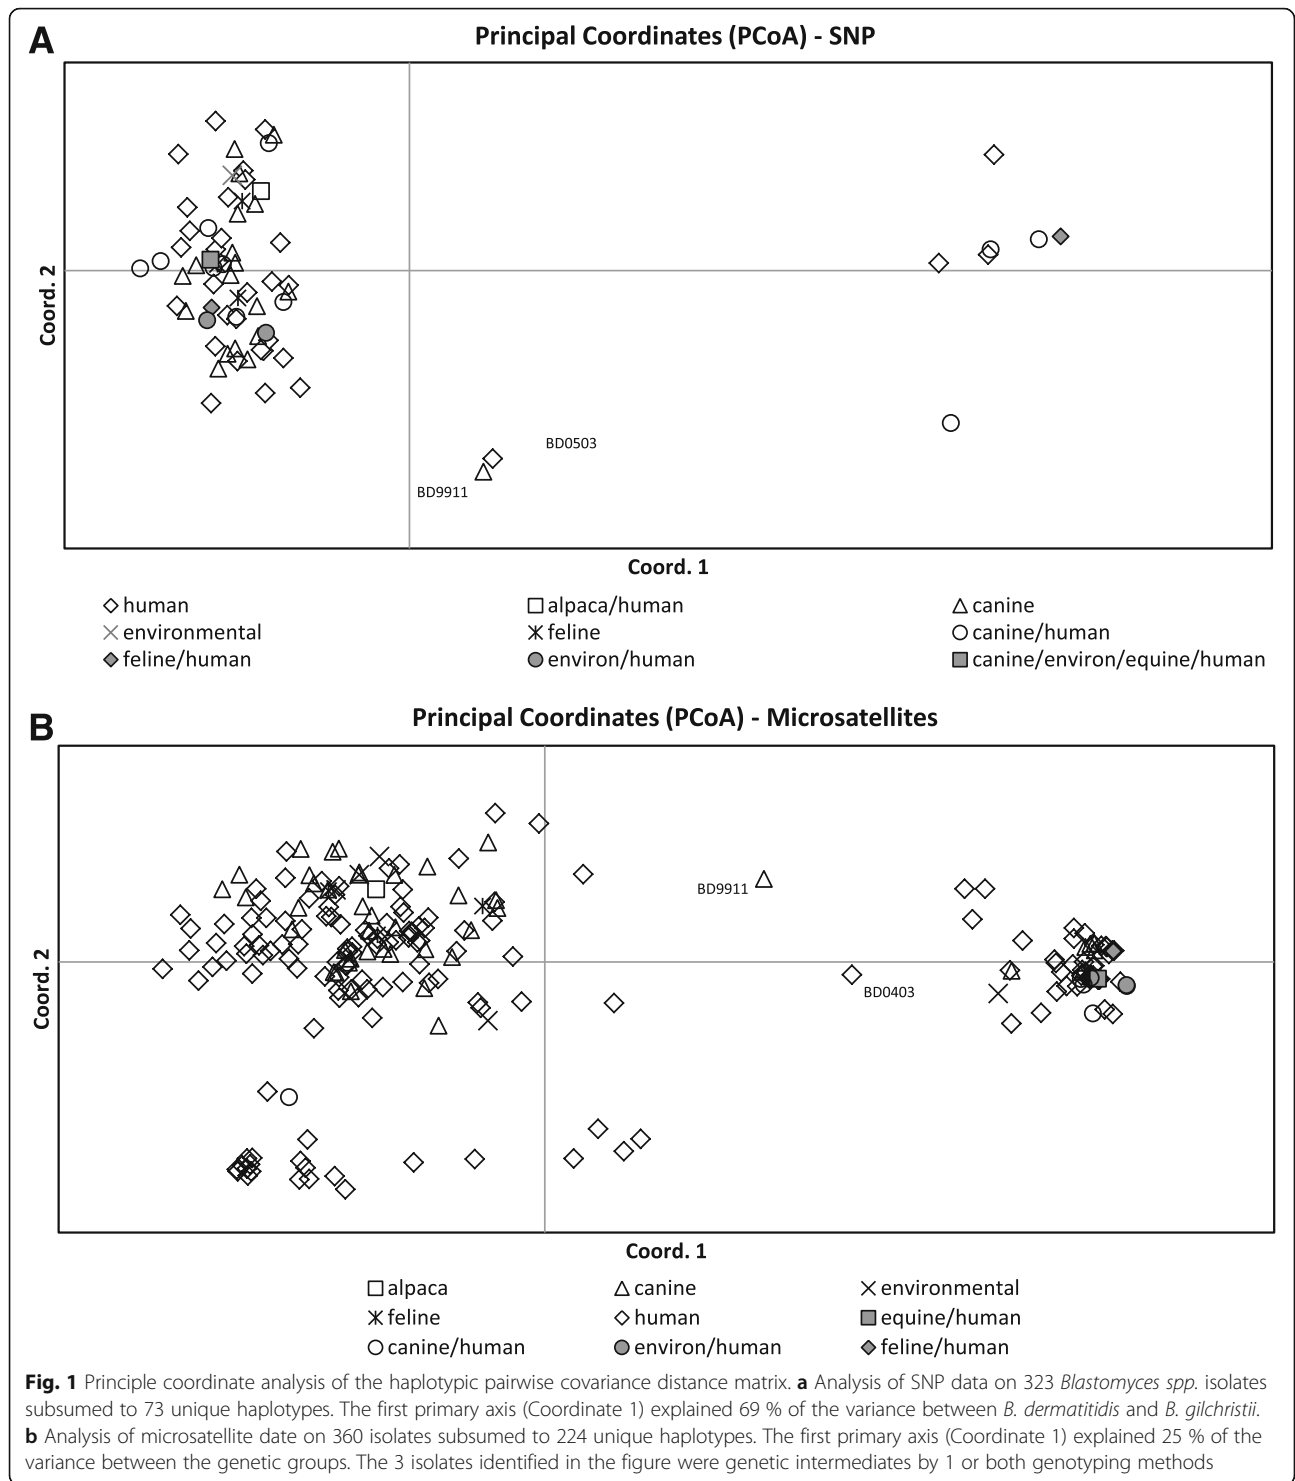 A
Principal Coordinates (PCoA) - SNP
Coord. 2
BD0503
BD9911
Coord. 1
human
alpaca/human
canine
environmental
feline
canine/human
feline/human
environ/human
canine/environ/equine/human
B
Principal Coordinates (PCoA) - Microsatellites
Coord. 2
BD9911
BD0403
Coord. 1
alpaca
canine
environmental
feline
human
equine/human
canine/human
environ/human
feline/human
Fig. 1 Principle coordinate analysis of the haplotypic pairwise covariance distance matrix. a Analysis of SNP data on 323 Blastomyces spp. isolates
subsumed to 73 unique haplotypes. The first primary axis (Coordinate 1) explained 69 % of the variance between B. dermatitidis and B. gilchristii.
b Analysis of microsatellite date on 360 isolates subsumed to 224 unique haplotypes. The first primary axis (Coordinate 1) explained 25 % of the
variance between the genetic groups. The 3 isolates identified in the figure were genetic intermediates by 1 or both genotyping methods